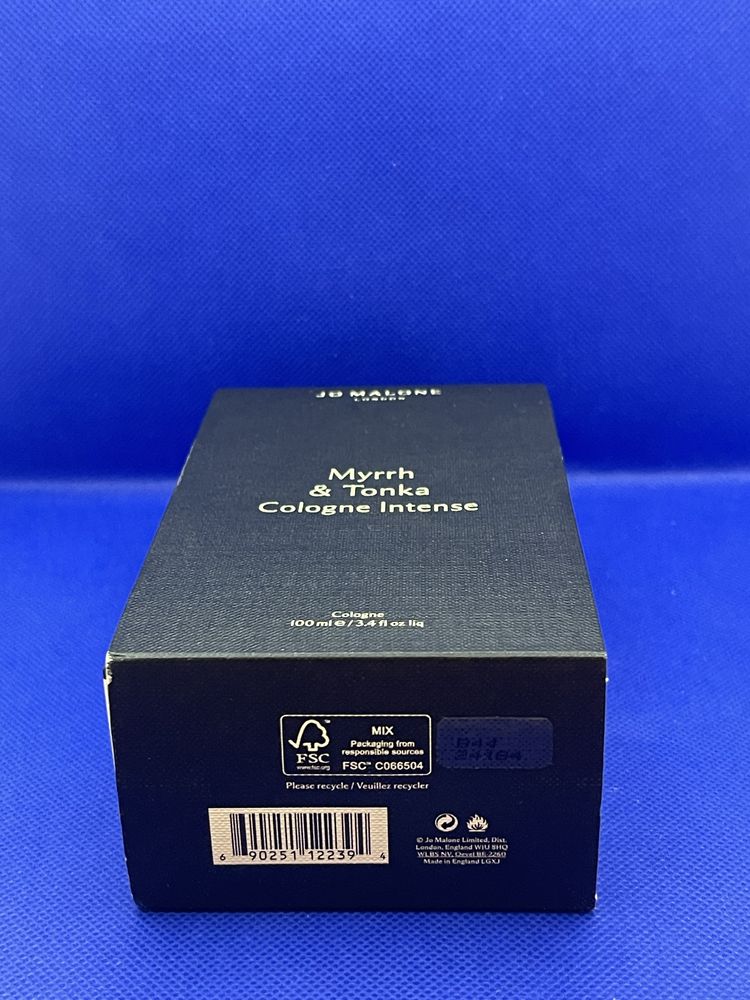 JO MALONE
LONDON
Myrrh
& Tonka
Cologne Intense
Cologne
100 ml ℮ / 3.4 fl oz liq
FSC
www.fsc.org
MIX
Packaging from
responsible sources
FSC™ C066504
Please recycle / Veuillez recycler
6 90251 12239 4
© Jo Malone Limited, Dist.
London, England W1U 8HQ
WLBS NV, Oevel BE-2260
Made in England LGXJ